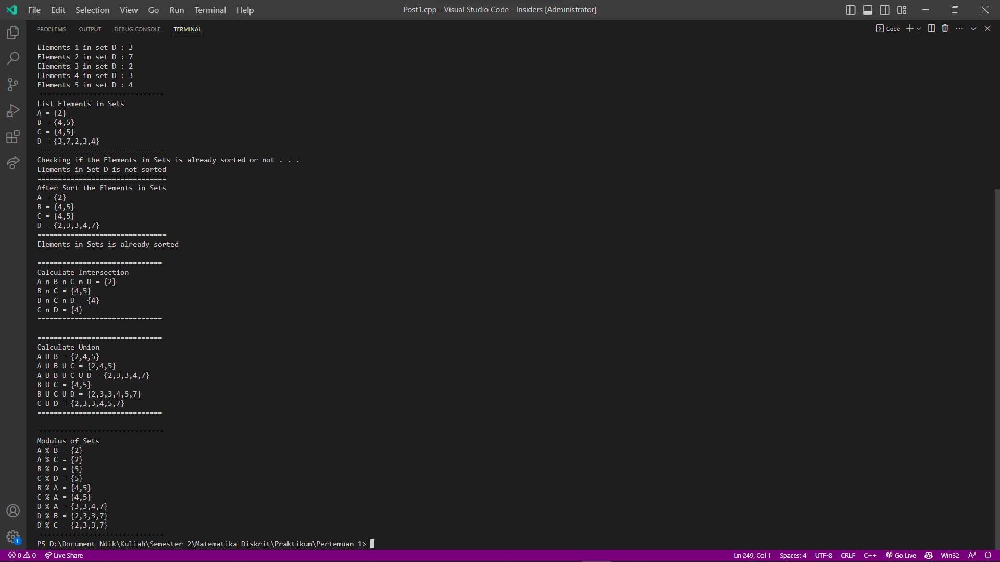 File Edit Selection View Go Run Terminal Help
Post1.cpp - Visual Studio Code - Insiders [Administrator]
PROBLEMS OUTPUT DEBUG CONSOLE TERMINAL
Code
Elements 1 in set D : 3
Elements 2 in set D : 7
Elements 3 in set D : 2
Elements 4 in set D : 3
Elements 5 in set D : 4
==============================
List Elements in Sets
A = {2}
B = {4,5}
C = {4,5}
D = {3,7,2,3,4}
==============================
Checking if the Elements in Sets is already sorted or not . . .
Elements in Set D is not sorted
===============================
After Sort the Elements in Sets
A = {2}
B = {4,5}
C = {4,5}
D = {2,3,3,4,7}
===============================
Elements in Sets is already sorted
==============================
Calculate Intersection
A n B n C n D = {2}
B n C = {4,5}
B n C n D = {4}
C n D = {4}
==============================
==============================
Calculate Union
A U B = {2,4,5}
A U B U C = {2,4,5}
A U B U C U D = {2,3,3,4,7}
B U C = {4,5}
B U C U D = {2,3,3,4,5,7}
C U D = {2,3,3,4,5,7}
==============================
==============================
Modulus of Sets
A % B = {2}
A % C = {2}
B % D = {5}
C % D = {5}
B % A = {4,5}
C % A = {4,5}
D % A = {3,3,4,7}
D % B = {2,3,3,7}
D % C = {2,3,3,7}
==============================
PS D:\Document Ndik\Kuliah\Semester 2\Matematika Diskrit\Praktikum\Pertemuan 1>
1
0 0 Live Share
Ln 249, Col 1 Spaces: 4 UTF-8 CRLF C++ Go Live Win32